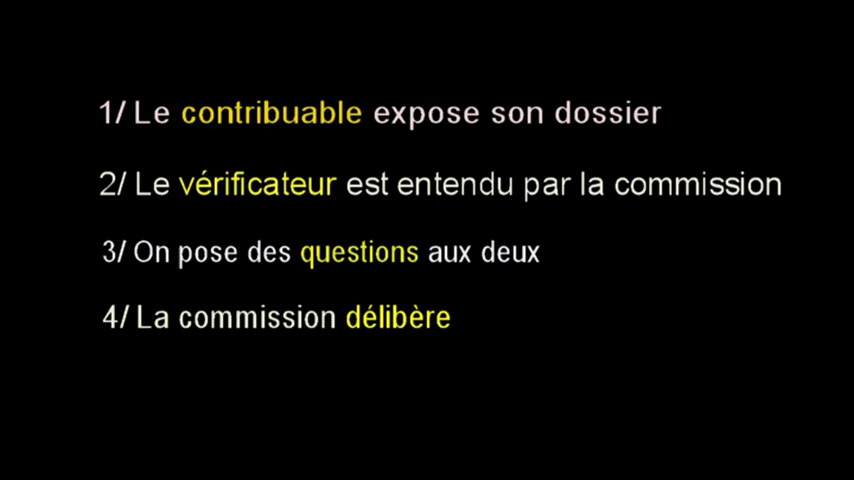 1/ Le contribuable expose son dossier
2/ Le vérificateur est entendu par la commission
3/ On pose des questions aux deux
4/ La commission délibère